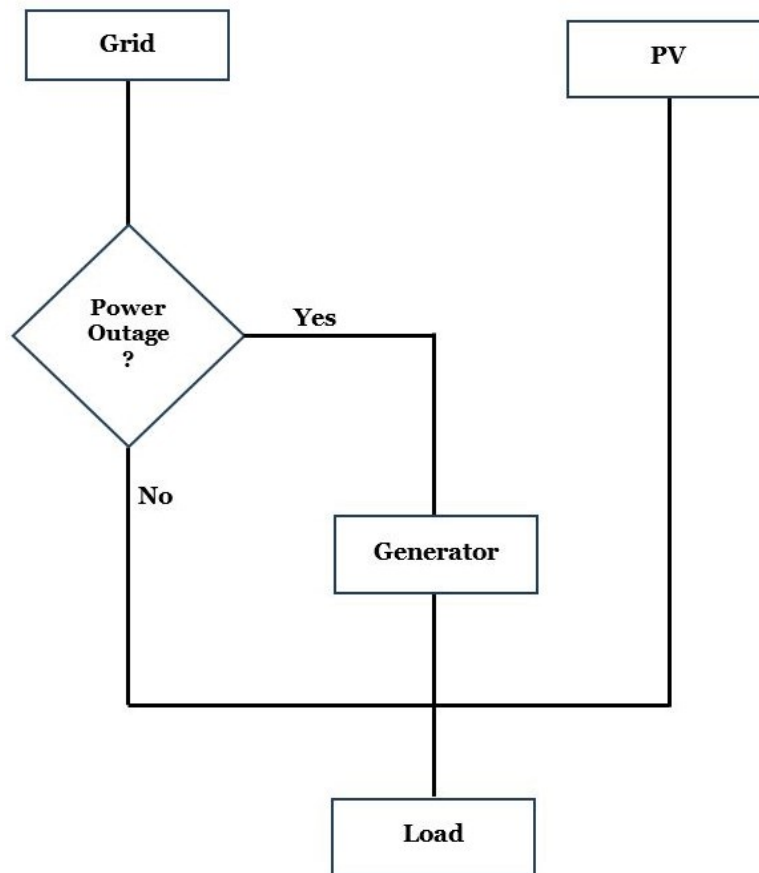 Grid
PV
Power
Outage
?
Yes
No
Generator
Load